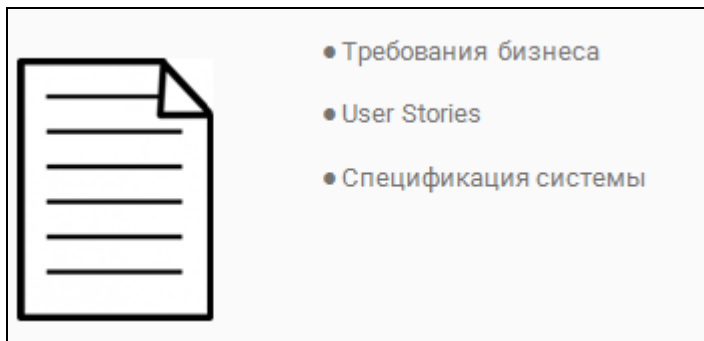 ● Требования бизнеса
● User Stories
● Спецификация системы